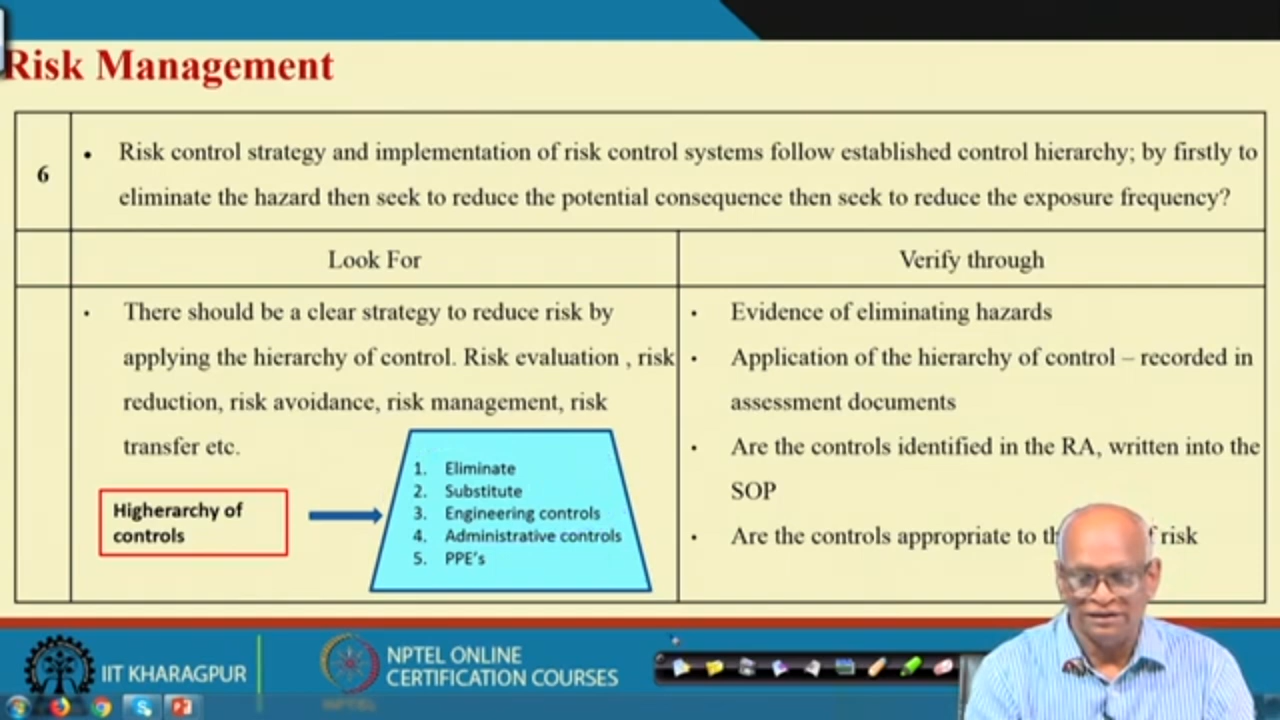 Risk Management
6
• Risk control strategy and implementation of risk control systems follow established control hierarchy; by firstly to
eliminate the hazard then seek to reduce the potential consequence then seek to reduce the exposure frequency?
Look For
Verify through
• There should be a clear strategy to reduce risk by
applying the hierarchy of control. Risk evaluation , risk
reduction, risk avoidance, risk management, risk
transfer etc.
Higherarchy of
controls
1. Eliminate
2. Substitute
3. Engineering controls
4. Administrative controls
5. PPE's
• Evidence of eliminating hazards
• Application of the hierarchy of control – recorded in
assessment documents
• Are the controls identified in the RA, written into the
SOP
• Are the controls appropriate to risk
IIT KHARAGPUR
NPTEL ONLINE
CERTIFICATION COURSES